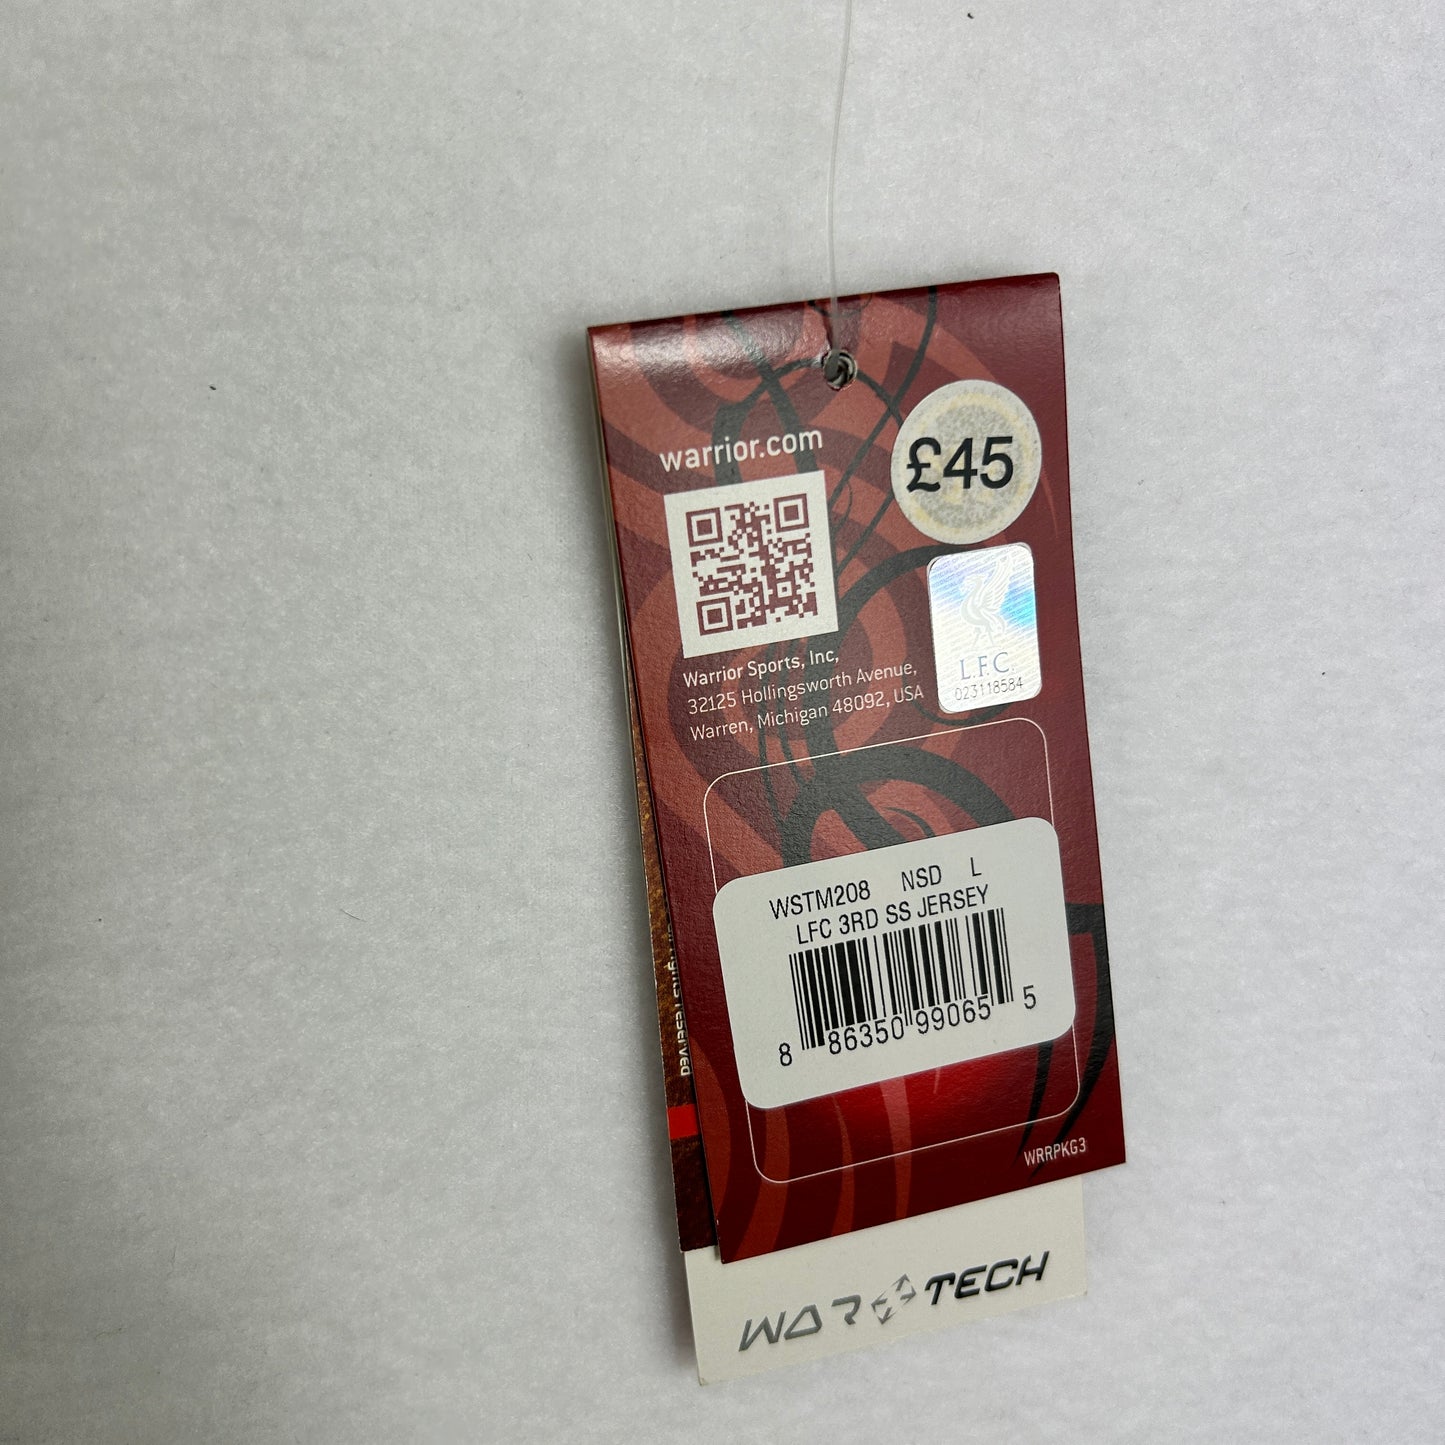 warrior.com
£45
L.F.C.
023118584
Warrior Sports, Inc,
32125 Hollingsworth Avenue,
Warren, Michigan 48092, USA
WSTM208 NSD L
LFC 3RD SS JERSEY
8 86350 99065 5
reserved
WRRPKG3
WAR TECH